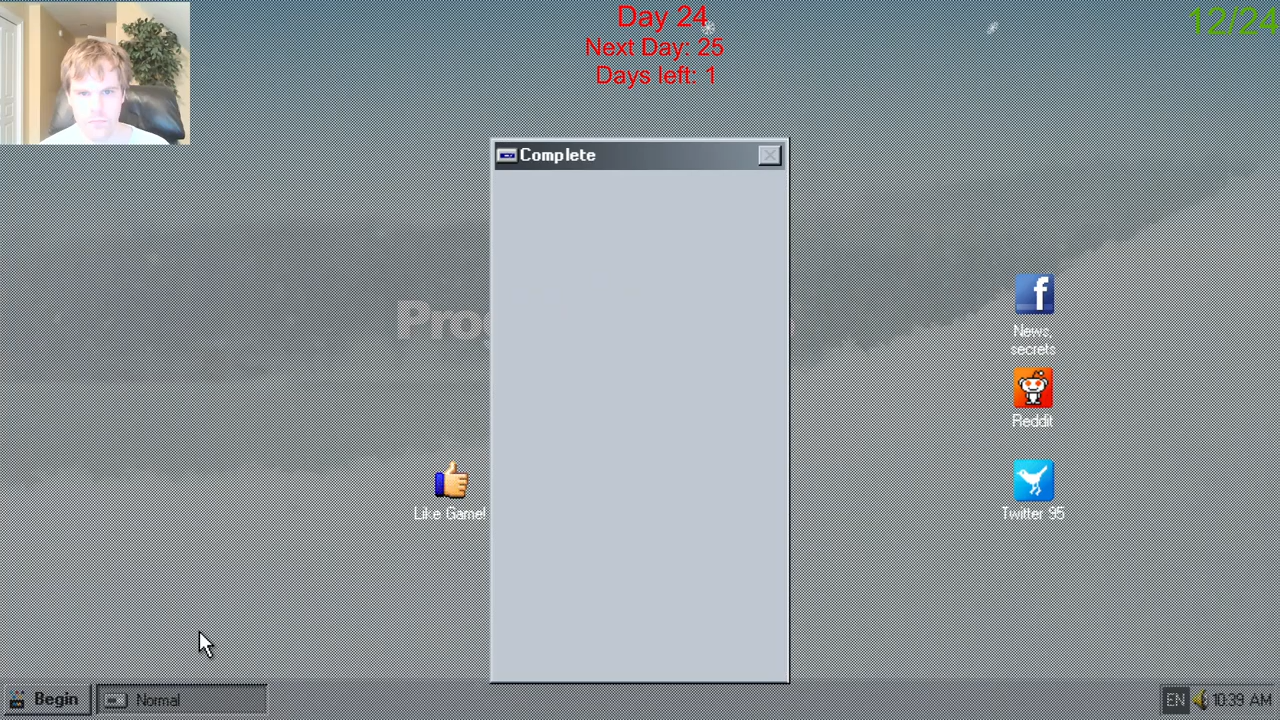 Day 24
Next Day: 25
Days left: 1
12/24
Complete
Prog
News,
secrets
Reddit
Like Game!
Twitter 95
Begin
Normal
EN
10:39 AM